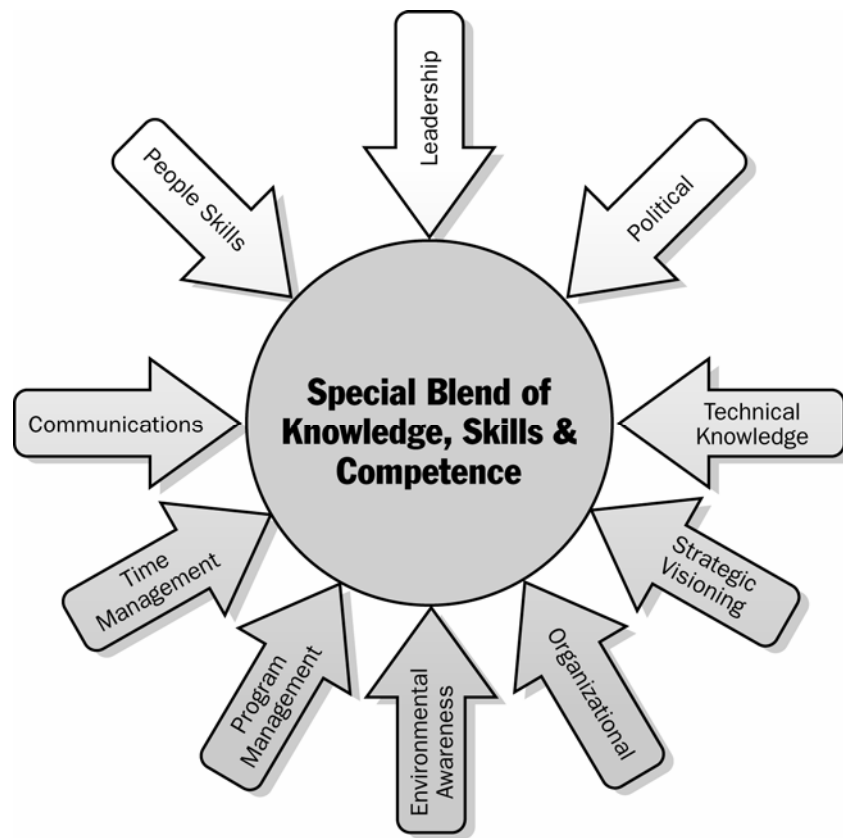 Leadership
People Skills
Political
Communications
Special Blend of
Knowledge, Skills &
Competence
Technical
Knowledge
Time
Management
Strategic
Visioning
Program
Management
Environmental
Awareness
Organizational